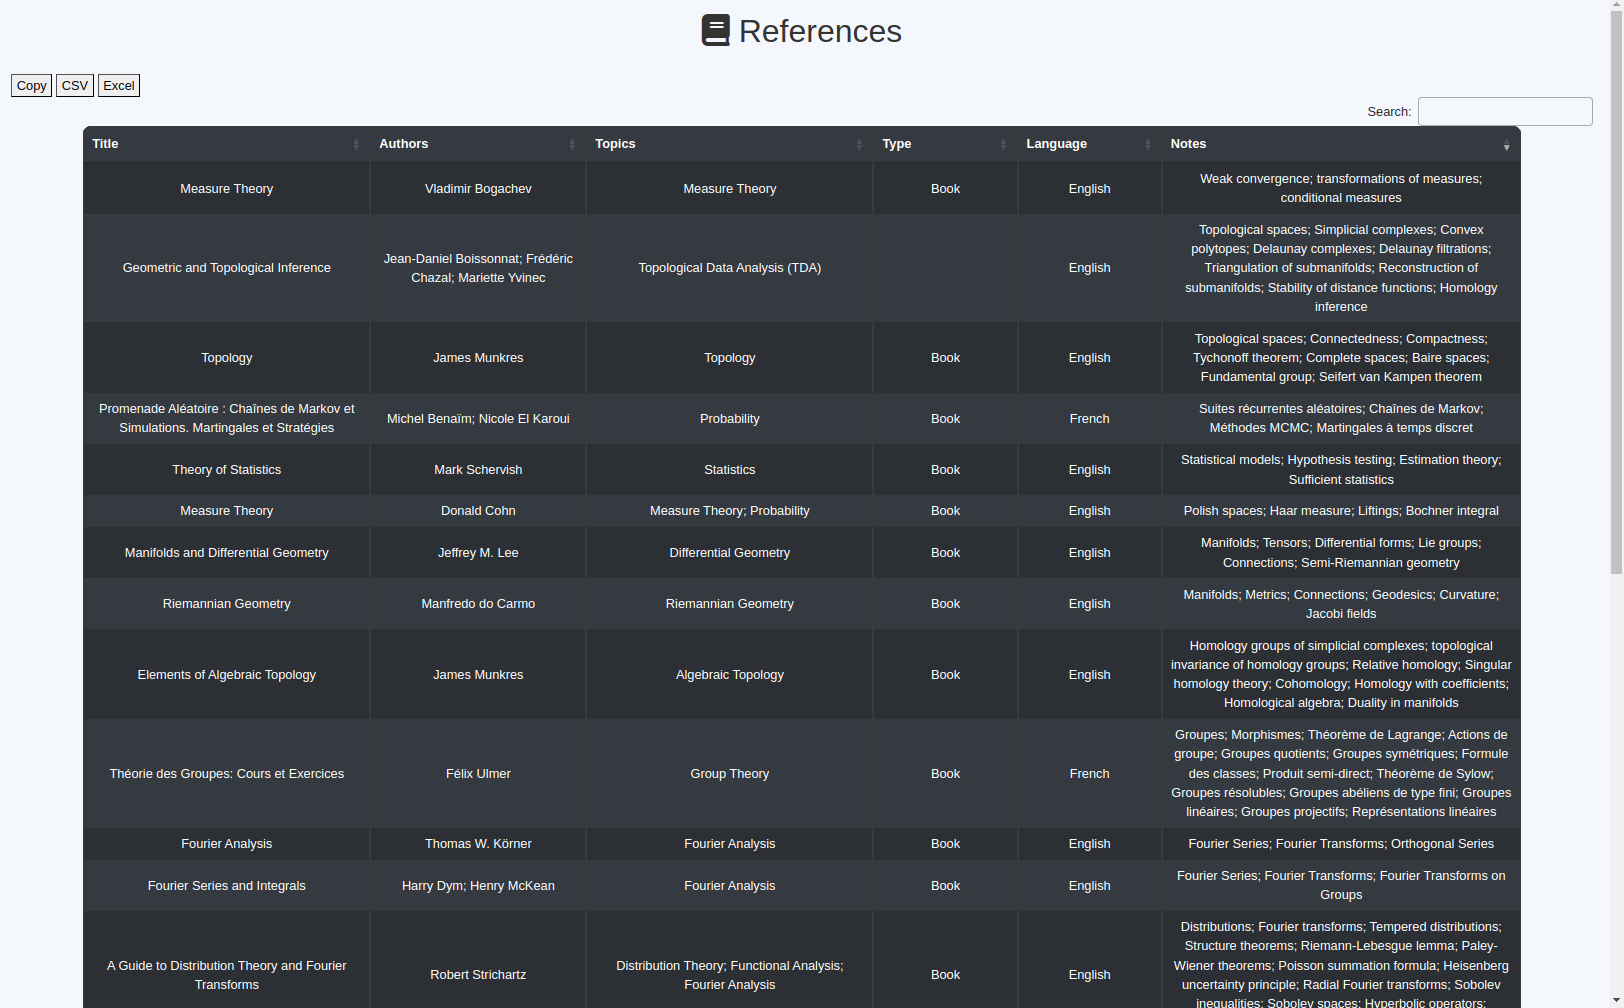 References
Copy CSV Excel
Search:
Title Authors Topics Type Language Notes
Measure Theory Vladimir Bogachev Measure Theory Book English Weak convergence; transformations of measures;
conditional measures
Geometric and Topological Inference Jean-Daniel Boissonnat; Frédéric
Chazal; Mariette Yvinec Topological Data Analysis (TDA) English Topological spaces; Simplicial complexes; Convex
polytopes; Delaunay complexes; Delaunay filtrations;
Triangulation of submanifolds; Reconstruction of
submanifolds; Stability of distance functions; Homology
inference
Topology James Munkres Topology Book English Topological spaces; Connectedness; Compactness;
Tychonoff theorem; Complete spaces; Baire spaces;
Fundamental group; Seifert van Kampen theorem
Promenade Aléatoire : Chaînes de Markov et
Simulations. Martingales et Stratégies Michel Benaïm; Nicole El Karoui Probability Book French Suites récurrentes aléatoires; Chaînes de Markov;
Méthodes MCMC; Martingales à temps discret
Theory of Statistics Mark Schervish Statistics Book English Statistical models; Hypothesis testing; Estimation theory;
Sufficient statistics
Measure Theory Donald Cohn Measure Theory; Probability Book English Polish spaces; Haar measure; Liftings; Bochner integral
Manifolds and Differential Geometry Jeffrey M. Lee Differential Geometry Book English Manifolds; Tensors; Differential forms; Lie groups;
Connections; Semi-Riemannian geometry
Riemannian Geometry Manfredo do Carmo Riemannian Geometry Book English Manifolds; Metrics; Connections; Geodesics; Curvature;
Jacobi fields
Elements of Algebraic Topology James Munkres Algebraic Topology Book English Homology groups of simplicial complexes; topological
invariance of homology groups; Relative homology; Singular
homology theory; Cohomology; Homology with coefficients;
Homological algebra; Duality in manifolds
Théorie des Groupes: Cours et Exercices Félix Ulmer Group Theory Book French Groupes; Morphismes; Théorème de Lagrange; Actions de
groupe; Groupes quotients; Groupes symétriques; Formule
des classes; Produit semi-direct; Théorème de Sylow;
Groupes résolubles; Groupes abéliens de type fini; Groupes
linéaires; Groupes projectifs; Représentations linéaires
Fourier Analysis Thomas W. Körner Fourier Analysis Book English Fourier Series; Fourier Transforms; Orthogonal Series
Fourier Series and Integrals Harry Dym; Henry McKean Fourier Analysis Book English Fourier Series; Fourier Transforms; Fourier Transforms on
Groups
A Guide to Distribution Theory and Fourier
Transforms Robert Strichartz Distribution Theory; Functional Analysis;
Fourier Analysis Book English Distributions; Fourier transforms; Tempered distributions;
Structure theorems; Riemann-Lebesgue lemma; Paley-
Wiener theorems; Poisson summation formula; Heisenberg
uncertainty principle; Radial Fourier transforms; Sobolev
inequalities; Sobolev spaces; Hyperbolic operators;